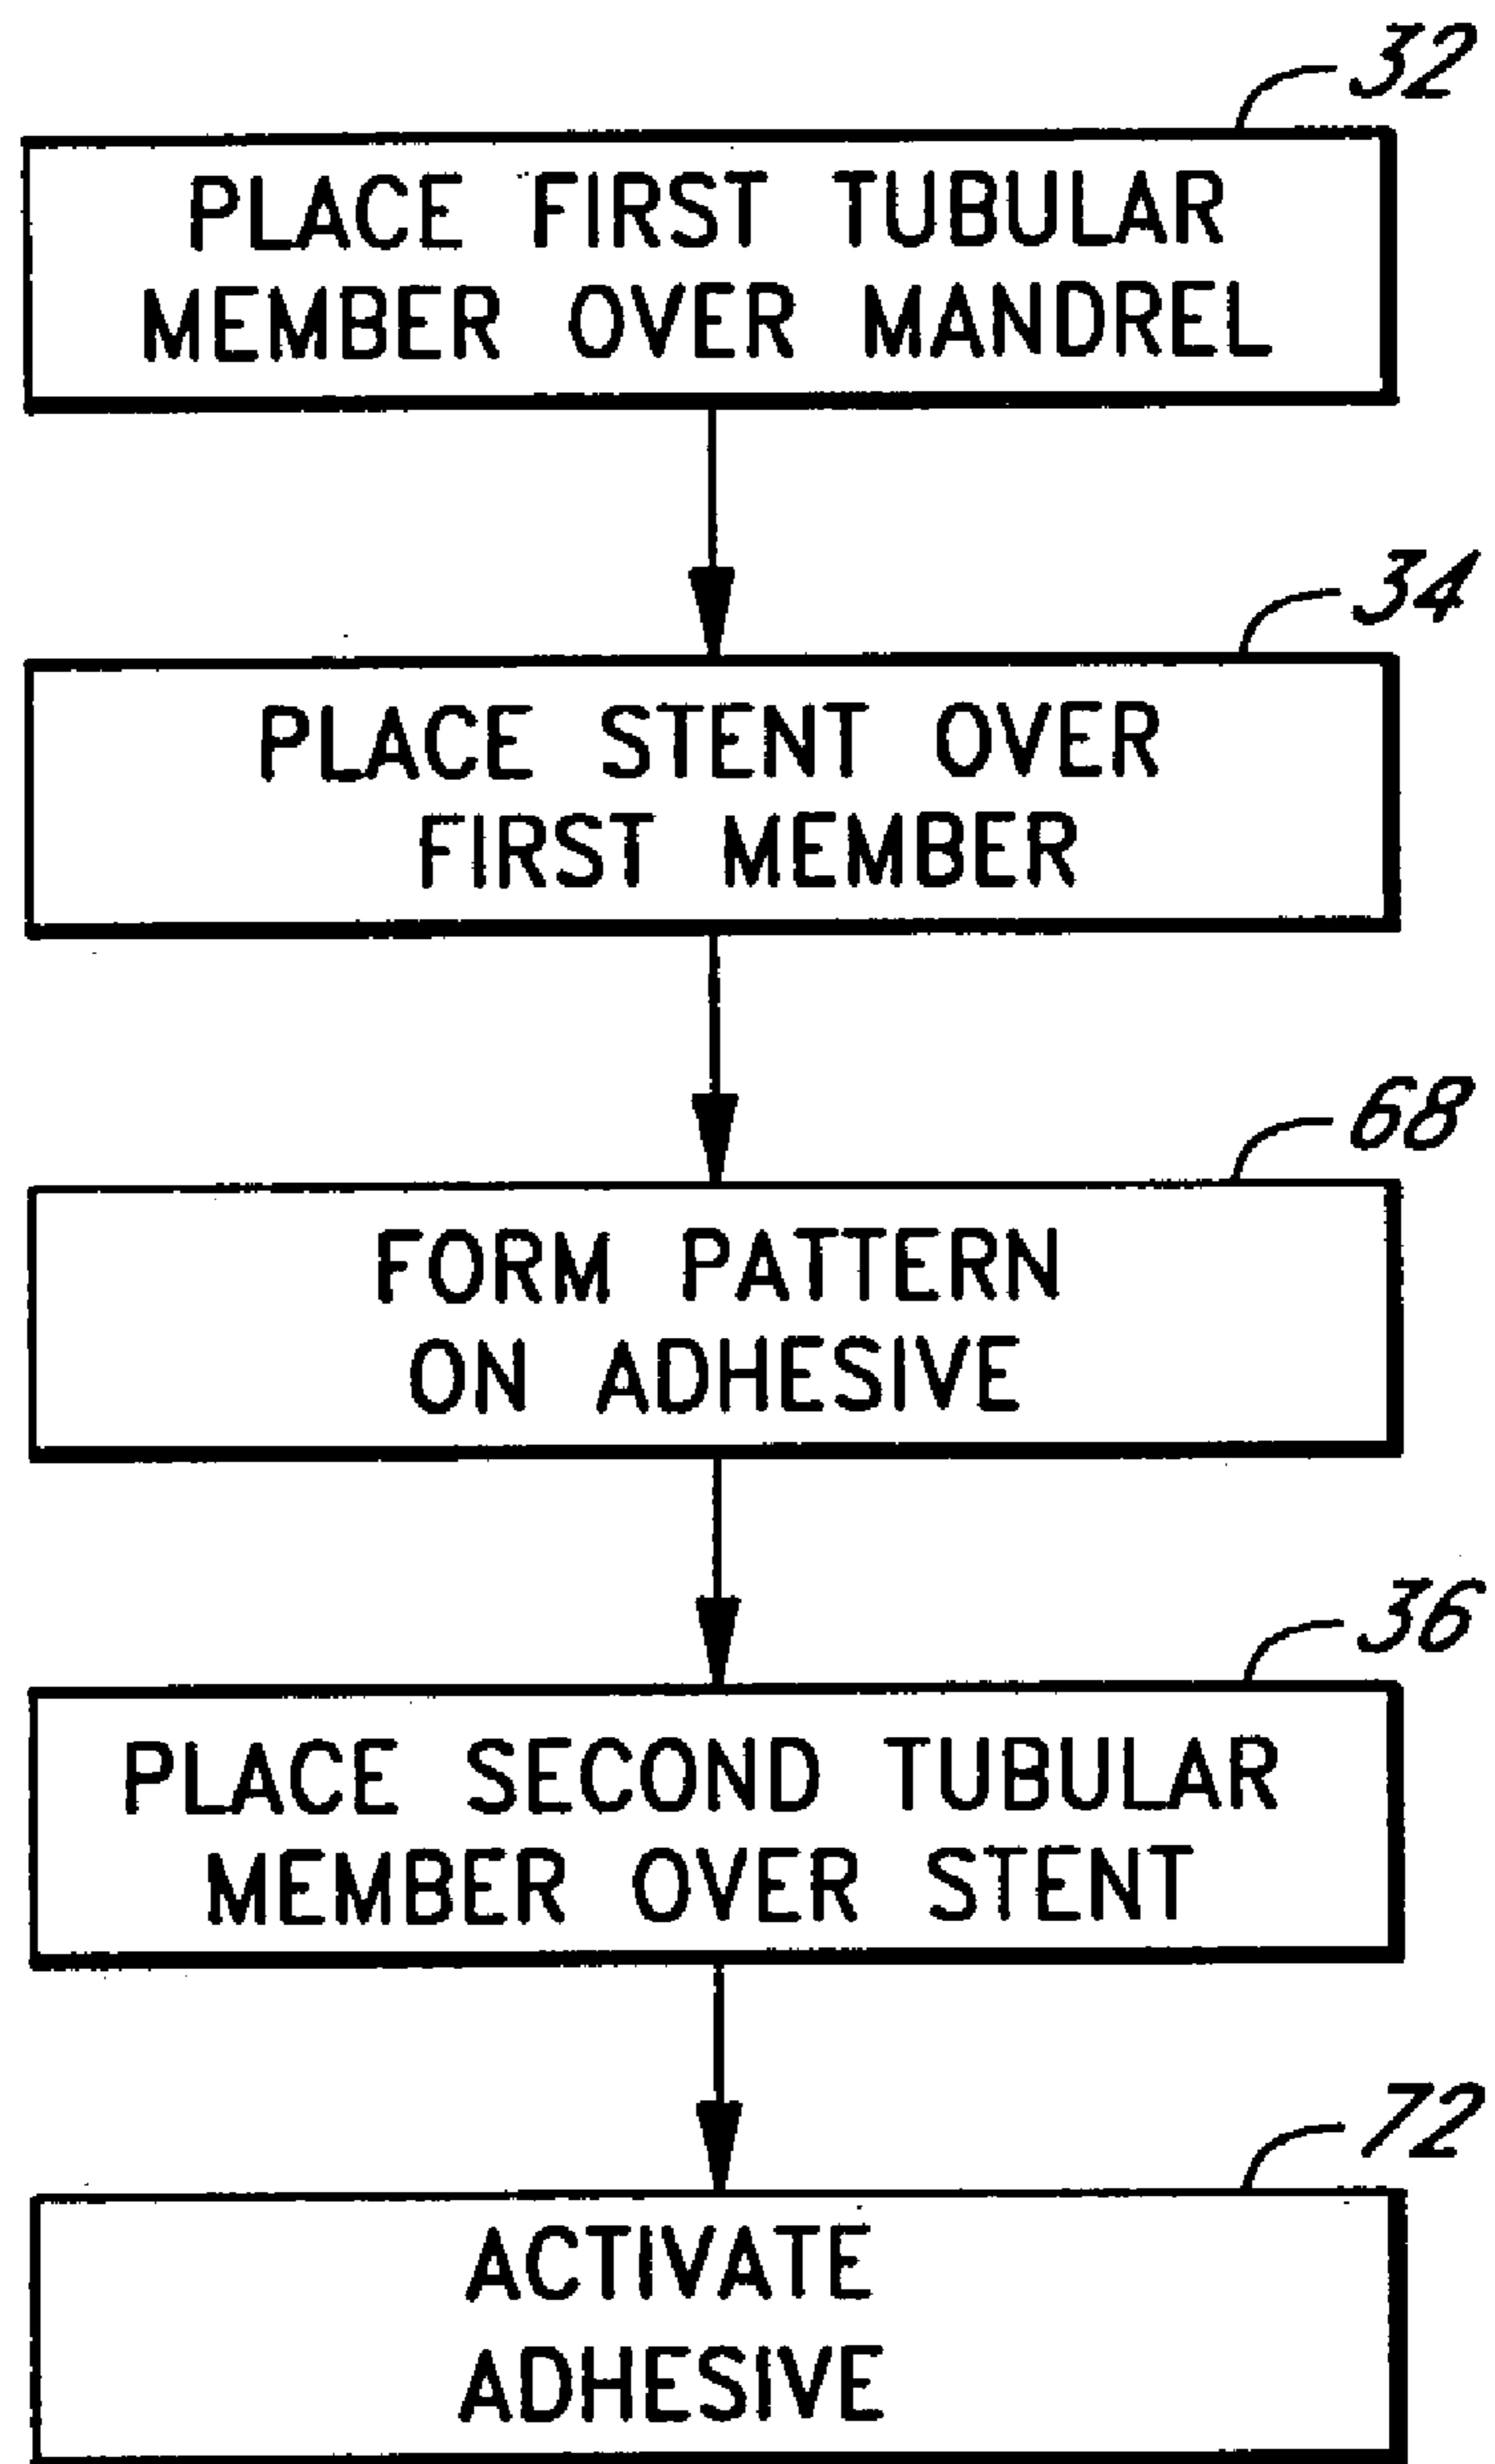 32
PLACE FIRST TUBULAR
MEMBER OVER MANDREL
34
PLACE STENT OVER
FIRST MEMBER
68
FORM PATTERN
ON ADHESIVE
36
PLACE SECOND TUBULAR
MEMBER OVER STENT
72
ACTIVATE
ADHESIVE